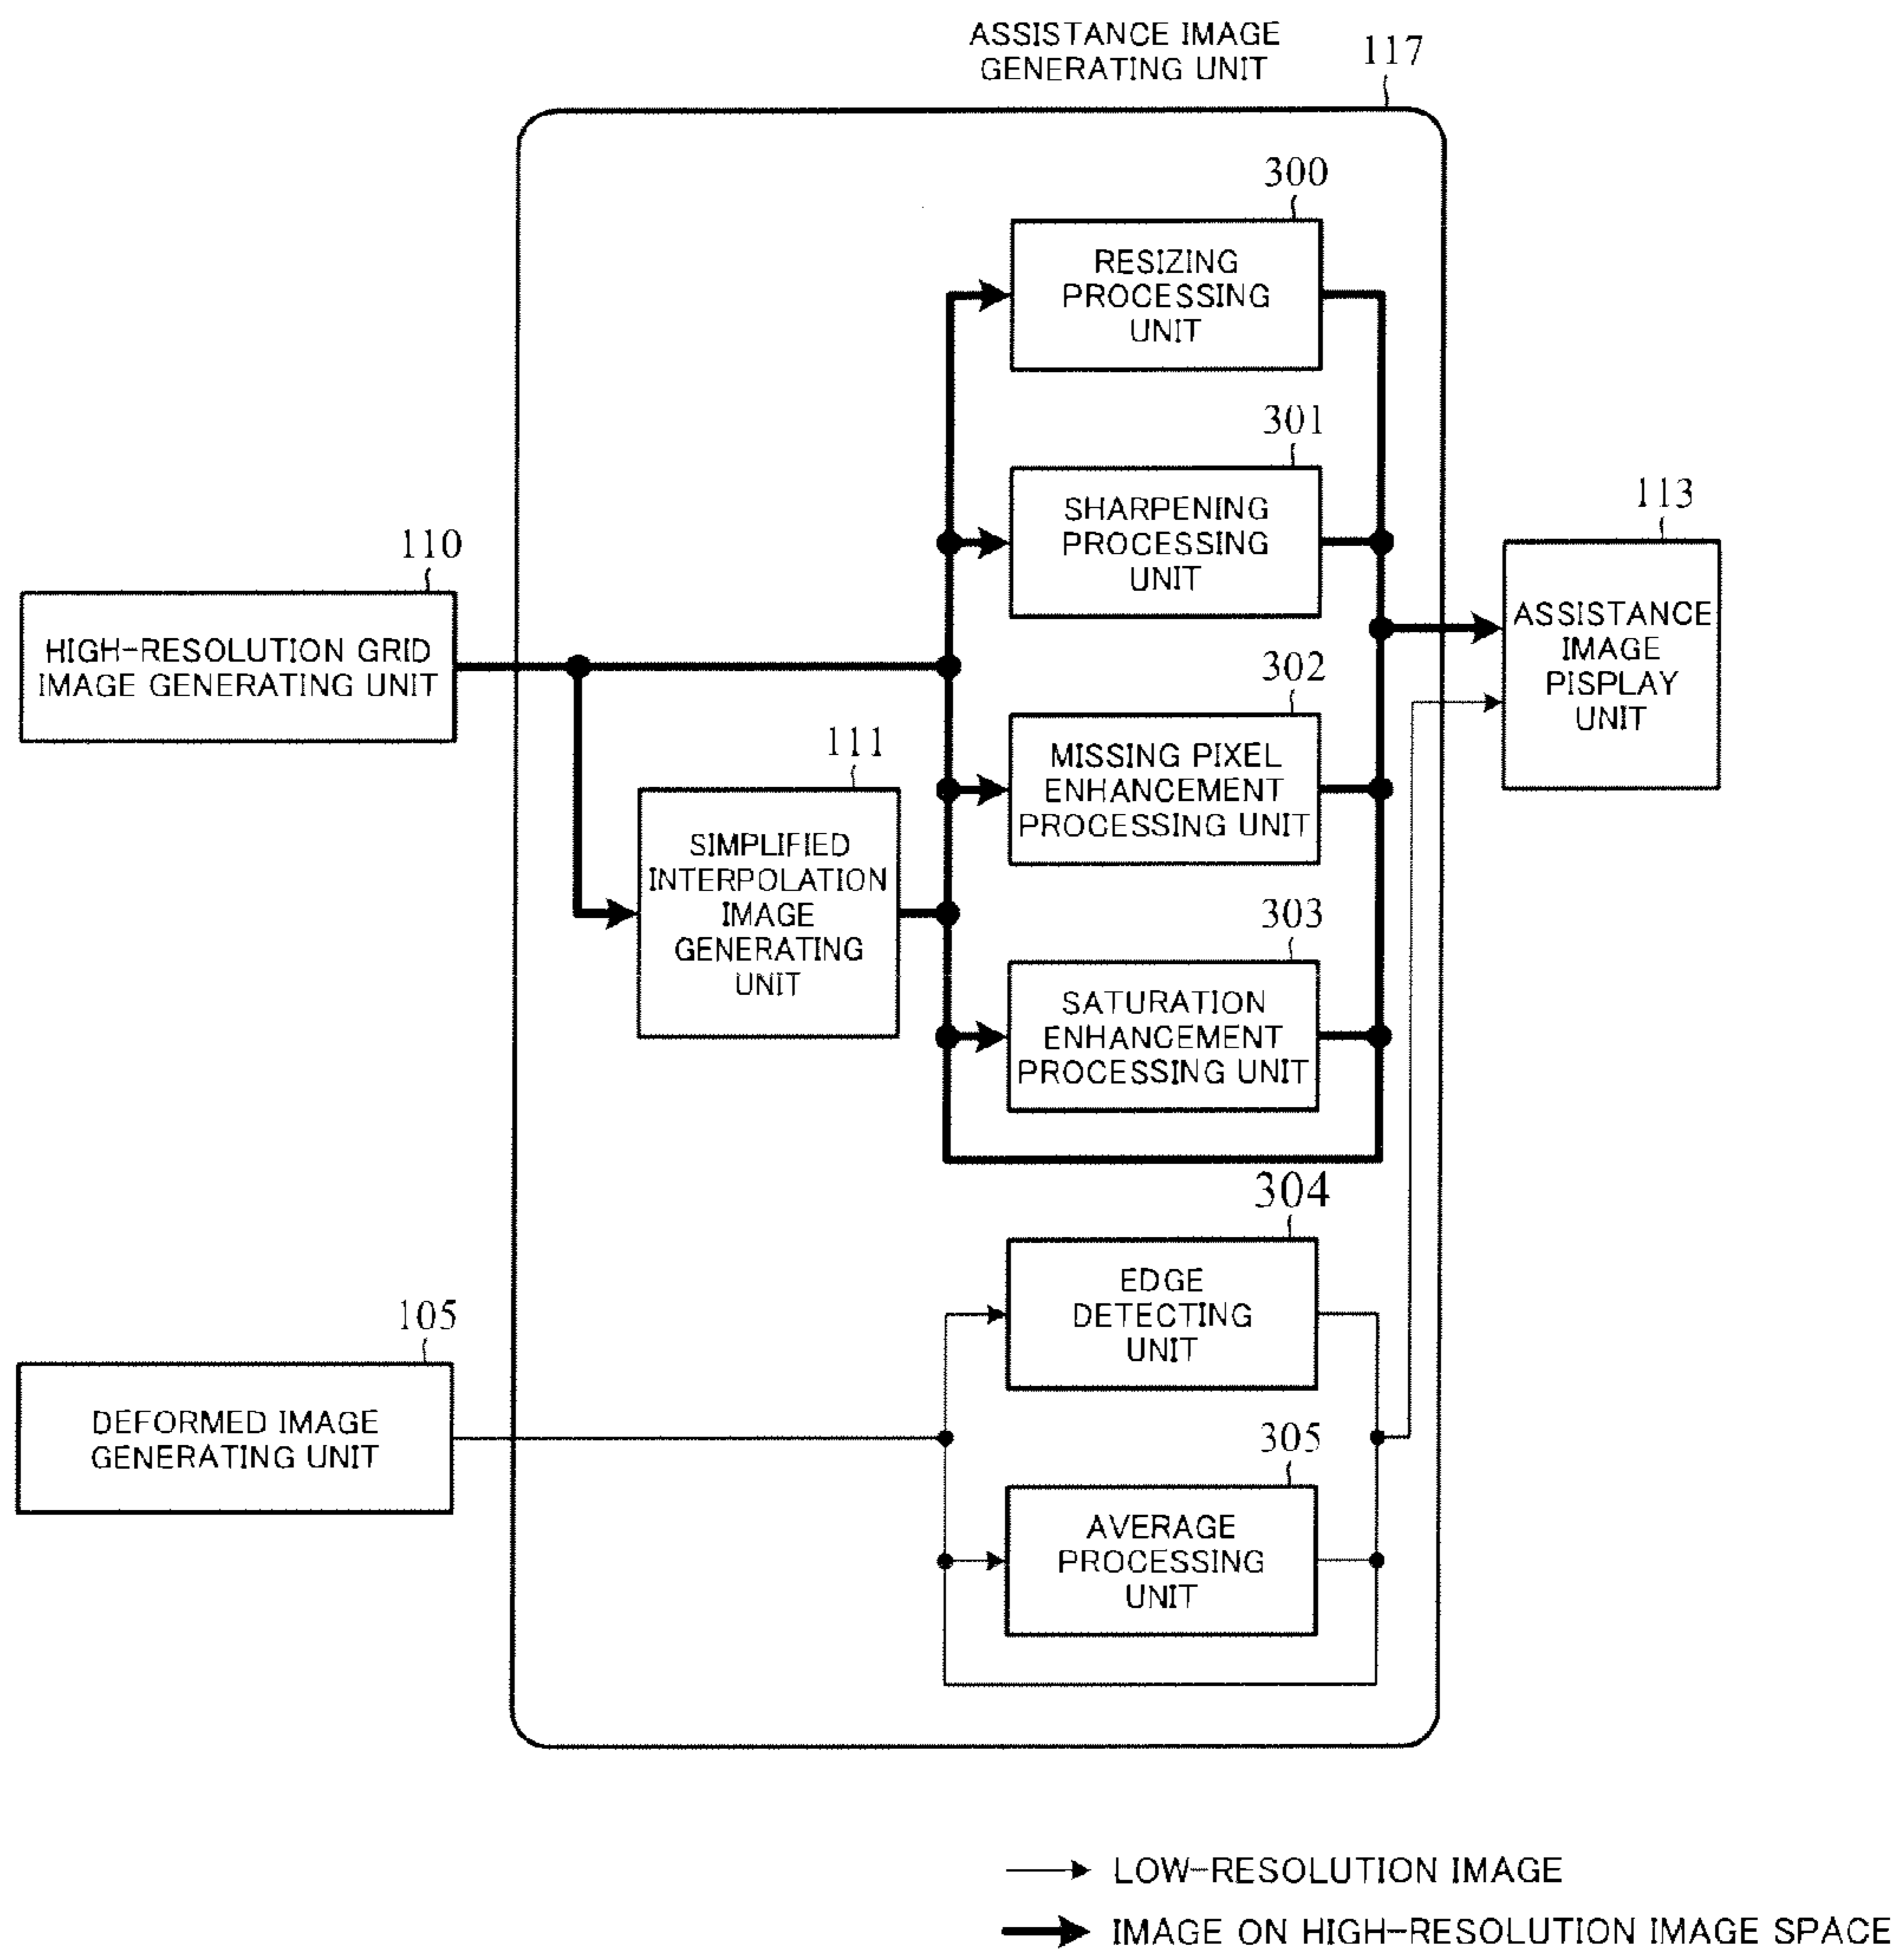 ASSISTANCE IMAGE
GENERATING UNIT
117
300
RESIZING
PROCESSING
UNIT
301
SHARPENING
PROCESSING
UNIT
113
ASSISTANCE
IMAGE
PISPLAY
UNIT
110
HIGH-RESOLUTION GRID
IMAGE GENERATING UNIT
302
MISSING PIXEL
ENHANCEMENT
PROCESSING UNIT
111
SIMPLIFIED
INTERPOLATION
IMAGE
GENERATING
UNIT
303
SATURATION
ENHANCEMENT
PROCESSING UNIT
304
EDGE
DETECTING
UNIT
105
DEFORMED IMAGE
GENERATING UNIT
305
AVERAGE
PROCESSING
UNIT
LOW-RESOLUTION IMAGE
IMAGE ON HIGH-RESOLUTION IMAGE SPACE